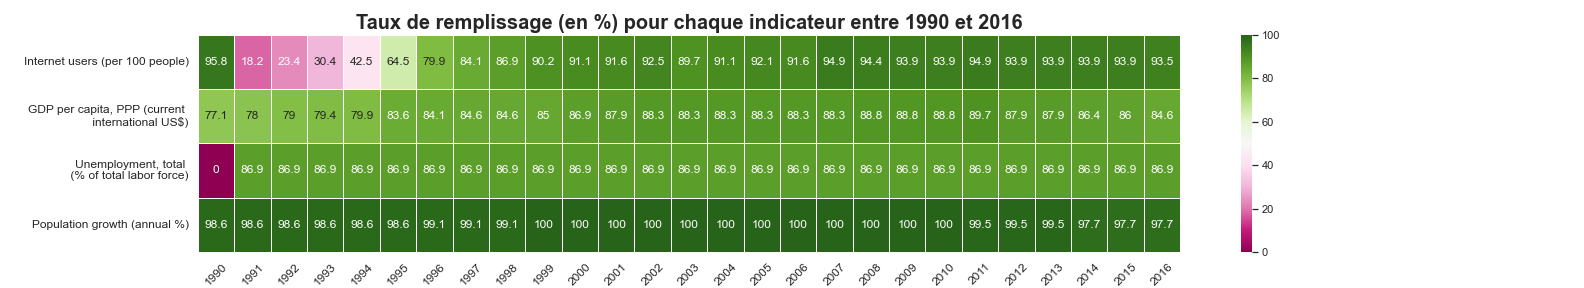 Taux de remplissage (en %) pour chaque indicateur entre 1990 et 2016
Internet users (per 100 people) 95.8 18.2 23.4 30.4 42.5 64.5 79.9 84.1 86.9 90.2 91.1 91.6 92.5 89.7 91.1 92.1 91.6 94.9 94.4 93.9 93.9 94.9 93.9 93.9 93.9 93.9 93.5
GDP per capita, PPP (current
international US$) 77.1 78 79 79.4 79.9 83.6 84.1 84.6 84.6 85 86.9 87.9 88.3 88.3 88.3 88.3 88.3 88.3 88.8 88.8 88.8 89.7 87.9 87.9 86.4 86 84.6
Unemployment, total
(% of total labor force) 0 86.9 86.9 86.9 86.9 86.9 86.9 86.9 86.9 86.9 86.9 86.9 86.9 86.9 86.9 86.9 86.9 86.9 86.9 86.9 86.9 86.9 86.9 86.9 86.9 86.9 86.9
Population growth (annual %) 98.6 98.6 98.6 98.6 98.6 98.6 99.1 99.1 99.1 100 100 100 100 100 100 100 100 100 100 100 100 99.5 99.5 99.5 97.7 97.7 97.7
1990 1991 1992 1993 1994 1995 1996 1997 1998 1999 2000 2001 2002 2003 2004 2005 2006 2007 2008 2009 2010 2011 2012 2013 2014 2015 2016
100
80
60
40
20
0